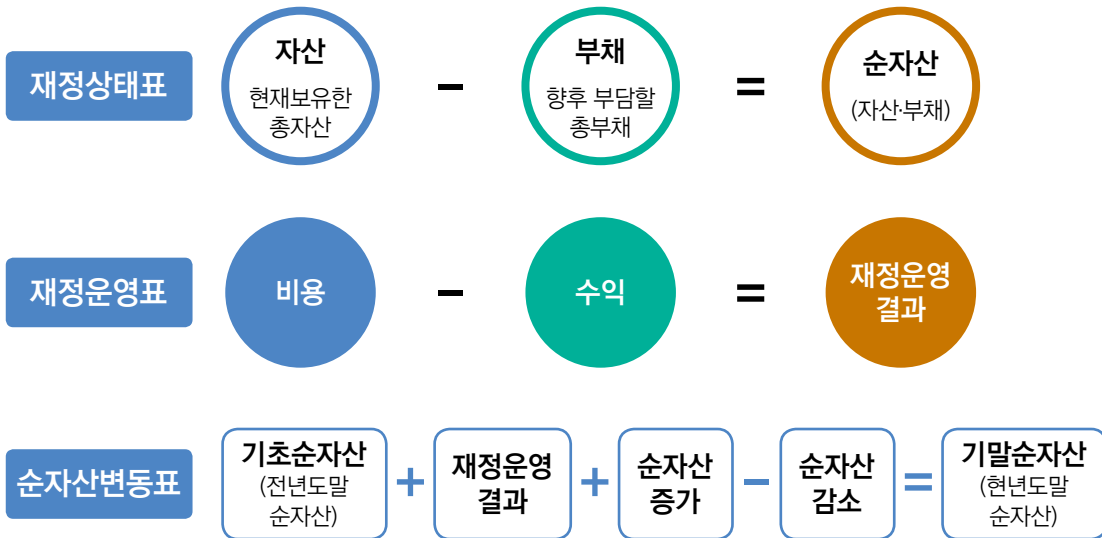 재정상태표
자산
현재보유한
총자산
−
부채
향후 부담할
총부채
=
순자산
(자산·부채)
재정운영표
비용
−
수익
=
재정운영
결과
순자산변동표
기초순자산
(전년도말
순자산)
+
재정운영
결과
+
순자산
증가
−
순자산
감소
=
기말순자산
(현년도말
순자산)